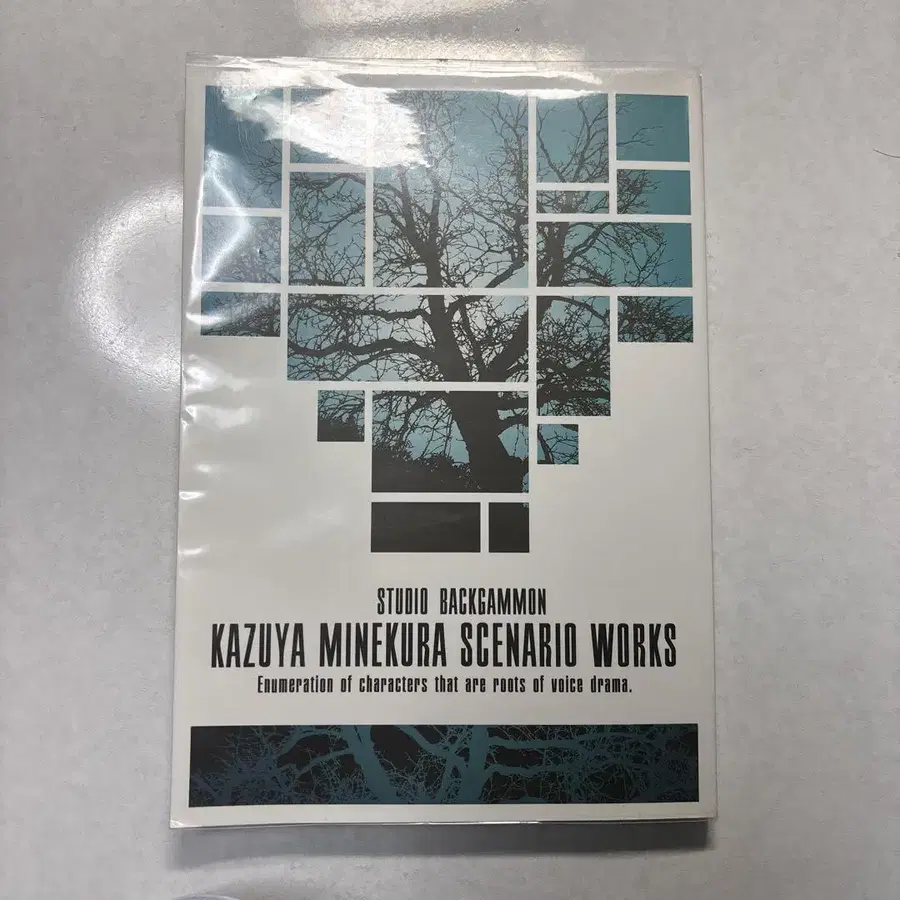 STUDIO BACKGAMMON
KAZUYA MINEKURA SCENARIO WORKS
Enumeration of characters that are roots of voice drama.